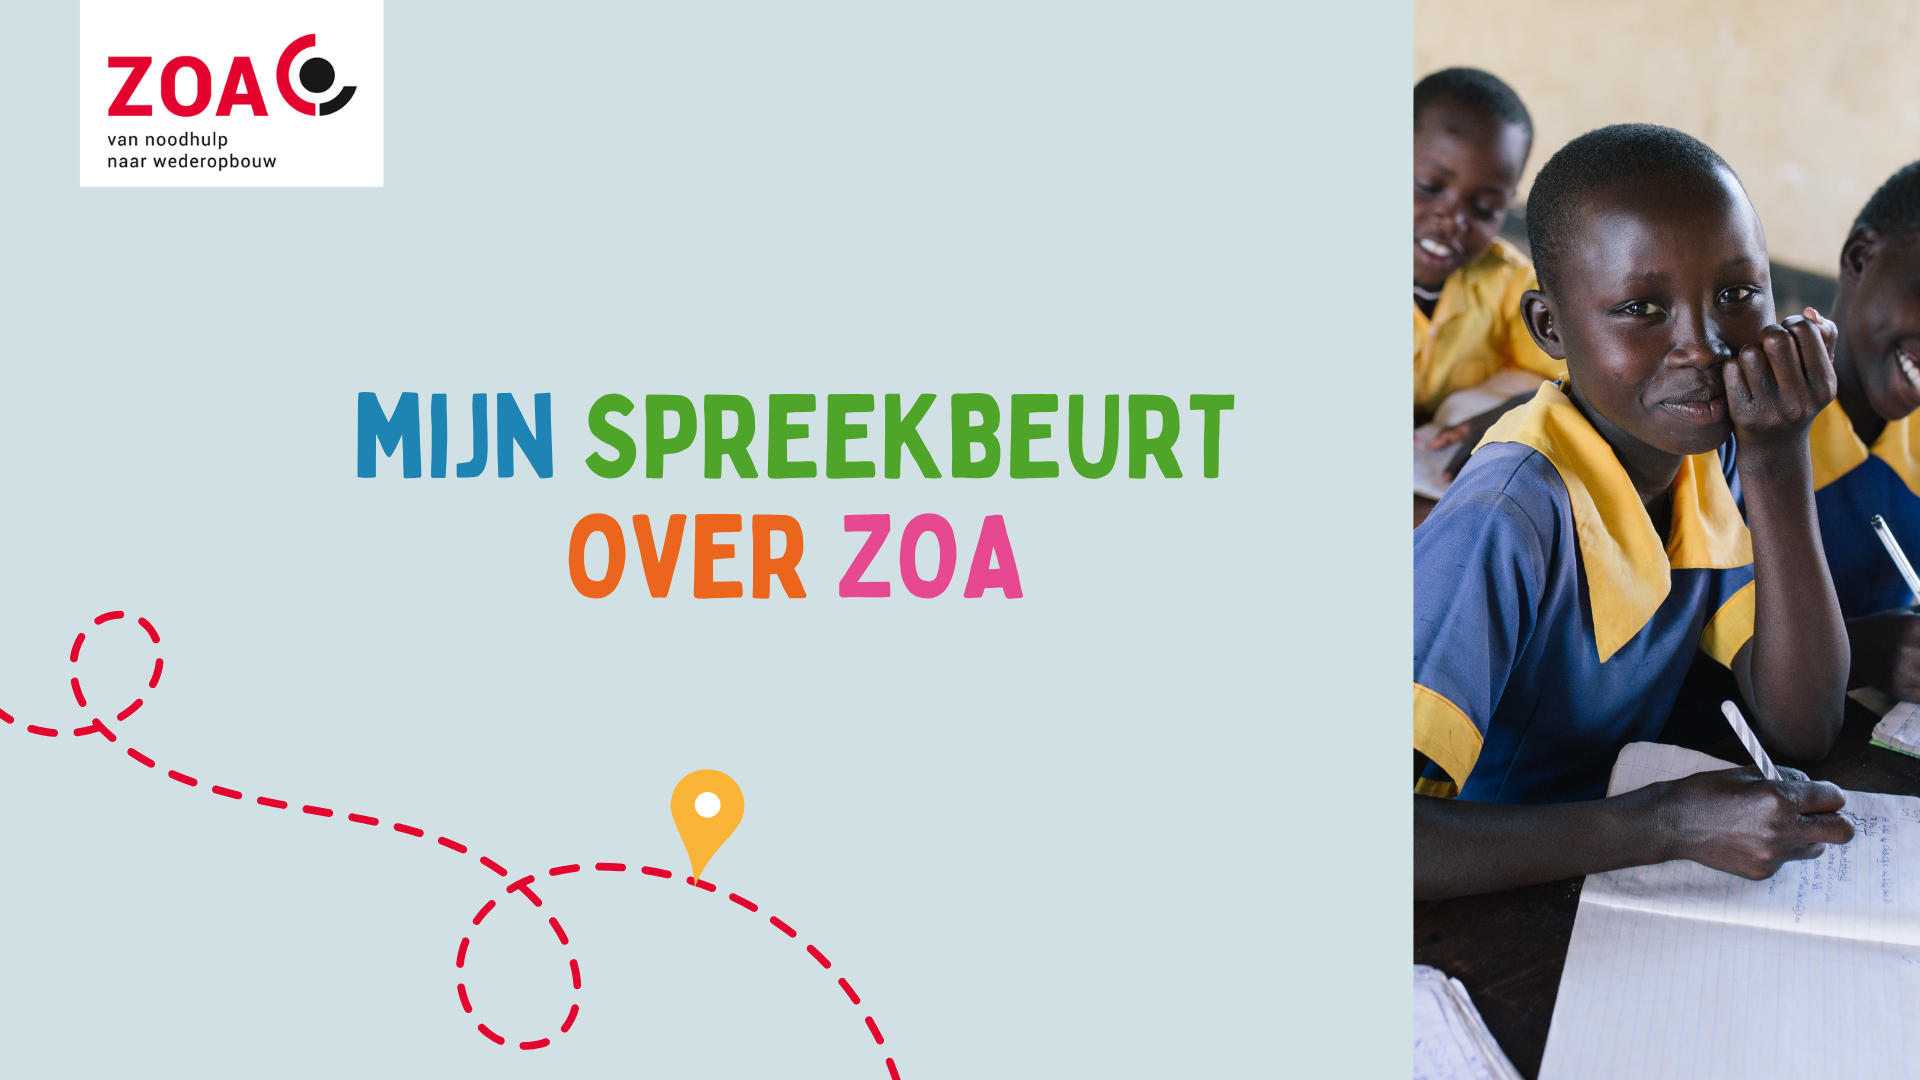 ZOA
van noodhulp
naar wederopbouw
MIJN SPREEKBEURT
OVER ZOA